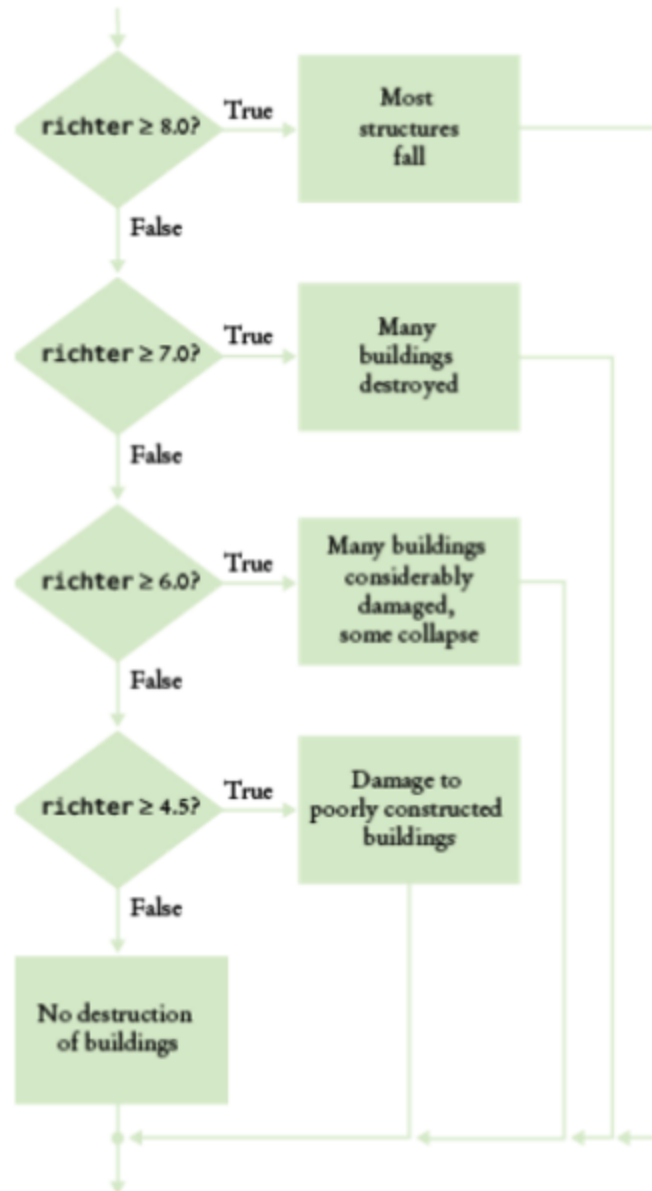 richter ≥ 8.0?
True
Most
structures
fall
False
richter ≥ 7.0?
True
Many
buildings
destroyed
False
richter ≥ 6.0?
True
Many buildings
considerably
damaged,
some collapse
False
richter ≥ 4.5?
True
Damage to
poorly constructed
buildings
False
No destruction
of buildings